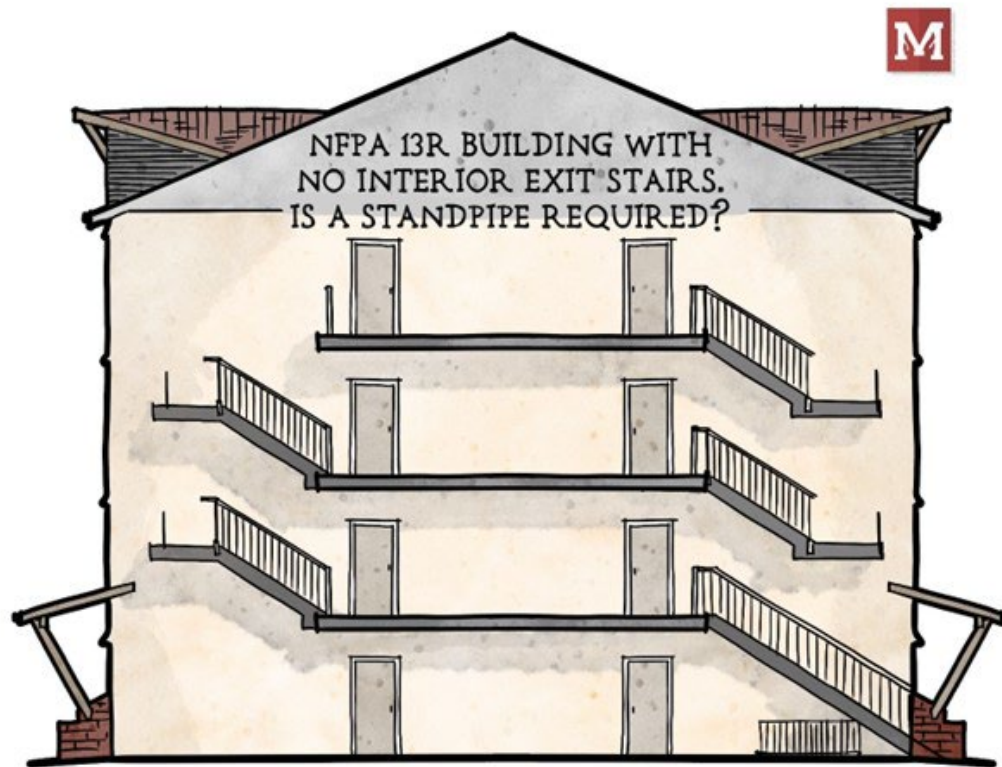 M
NFPA 13R BUILDING WITH
NO INTERIOR EXIT STAIRS.
IS A STANDPIPE REQUIRED?